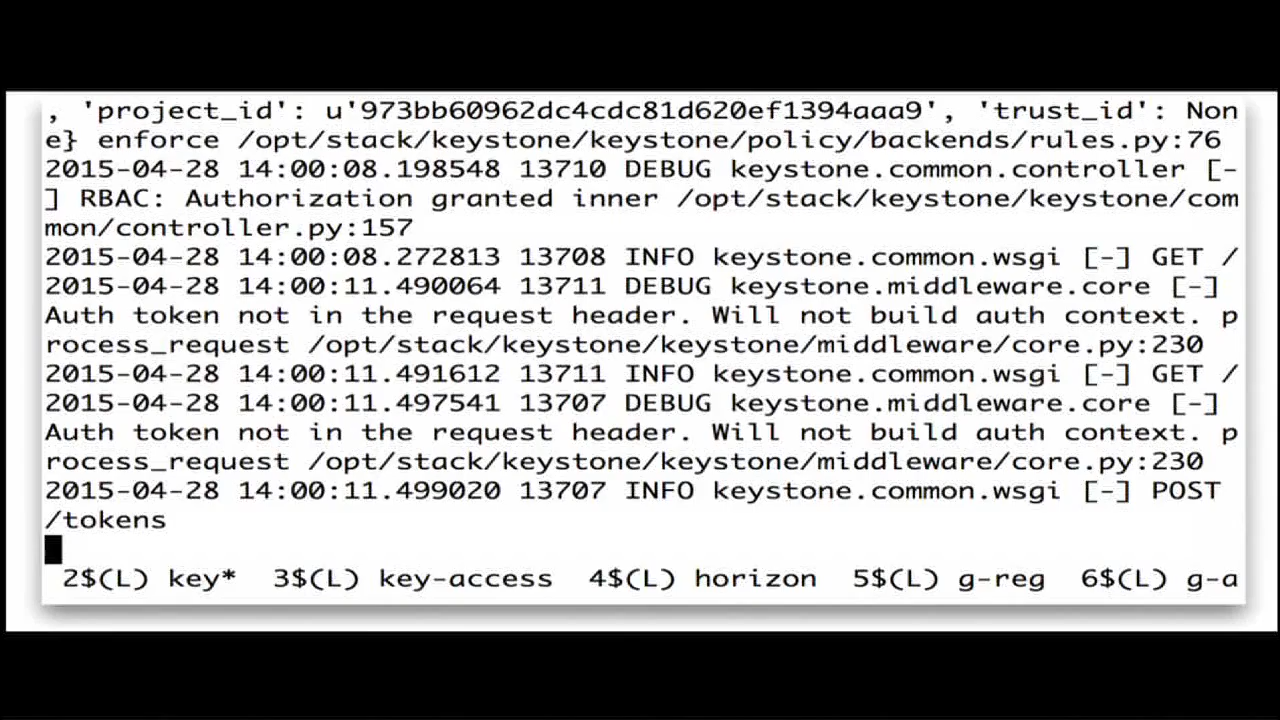 , 'project_id': u'973bb60962dc4cdc81d620ef1394aaa9', 'trust_id': Non
e} enforce /opt/stack/keystone/keystone/policy/backends/rules.py:76
2015-04-28 14:00:08.198548 13710 DEBUG keystone.common.controller [-
] RBAC: Authorization granted inner /opt/stack/keystone/keystone/com
mon/controller.py:157
2015-04-28 14:00:08.272813 13708 INFO keystone.common.wsgi [-] GET /
2015-04-28 14:00:11.490064 13711 DEBUG keystone.middleware.core [-]
Auth token not in the request header. Will not build auth context. p
rocess_request /opt/stack/keystone/keystone/middleware/core.py:230
2015-04-28 14:00:11.491612 13711 INFO keystone.common.wsgi [-] GET /
2015-04-28 14:00:11.497541 13707 DEBUG keystone.middleware.core [-]
Auth token not in the request header. Will not build auth context. p
rocess_request /opt/stack/keystone/keystone/middleware/core.py:230
2015-04-28 14:00:11.499020 13707 INFO keystone.common.wsgi [-] POST
/tokens
2$(L) key*  3$(L) key-access  4$(L) horizon  5$(L) g-reg  6$(L) g-a